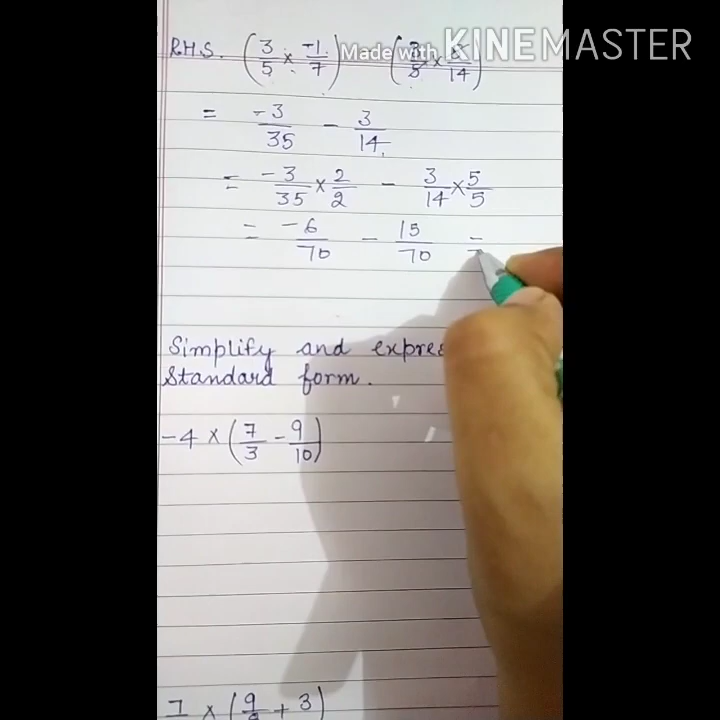 R.H.S. (3/5 × -1/7) (3/5 × 5/14)
Made with KINEMASTER
= -3/35 - 3/14
= -3/35 × 2/2 - 3/14 × 5/5
= -6/70 - 15/70 =
Simplify and
Standard form.
-4 × (7/3 - 9/10)